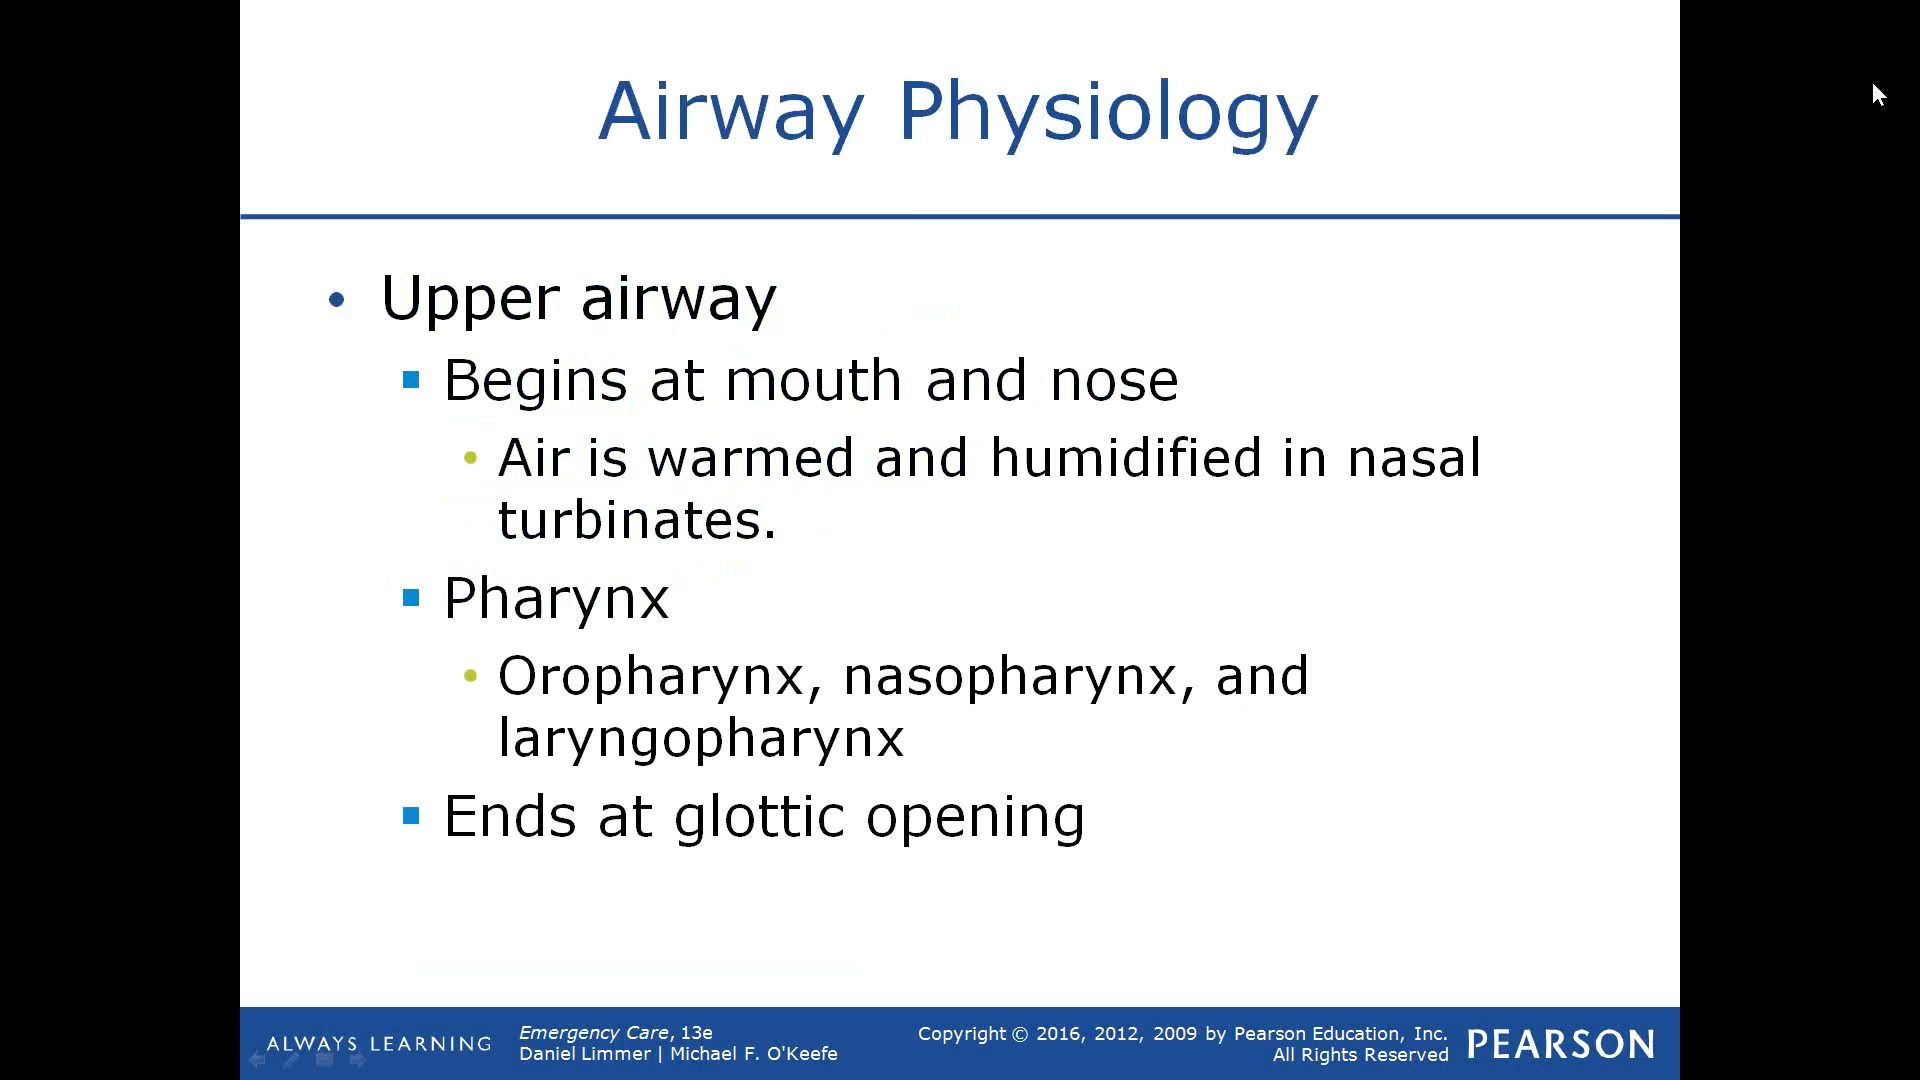 Airway Physiology
• Upper airway
▪ Begins at mouth and nose
• Air is warmed and humidified in nasal
turbinates.
▪ Pharynx
• Oropharynx, nasopharynx, and
laryngopharynx
▪ Ends at glottic opening
ALWAYS LEARNING
Emergency Care, 13e
Daniel Limmer | Michael F. O'Keefe
Copyright © 2016, 2012, 2009 by Pearson Education, Inc.
All Rights Reserved
PEARSON